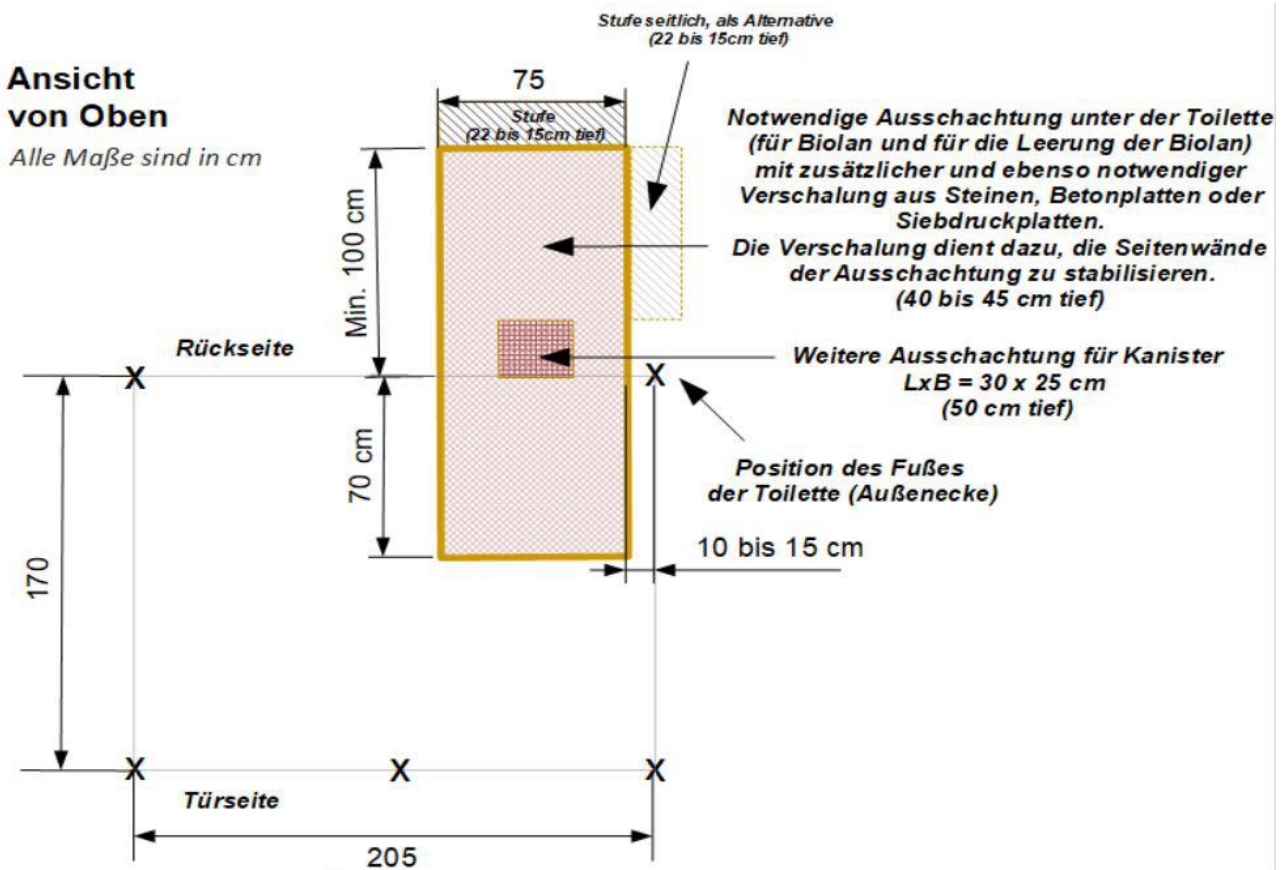 Stufe seitlich, als Alternative
(22 bis 15cm tief)
Ansicht
von Oben
Alle Maße sind in cm
75
Stufe
(22 bis 15cm tief)
Notwendige Ausschachtung unter der Toilette
(für Biolan und für die Leerung der Biolan)
mit zusätzlicher und ebenso notwendiger
Verschalung aus Steinen, Betonplatten oder
Siebdruckplatten.
Die Verschalung dient dazu, die Seitenwände
der Ausschachtung zu stabilisieren.
(40 bis 45 cm tief)
Min. 100 cm
Rückseite
Weitere Ausschachtung für Kanister
LxB = 30 x 25 cm
(50 cm tief)
X
X
70 cm
Position des Fußes
der Toilette (Außenecke)
10 bis 15 cm
170
X
X
X
Türseite
205